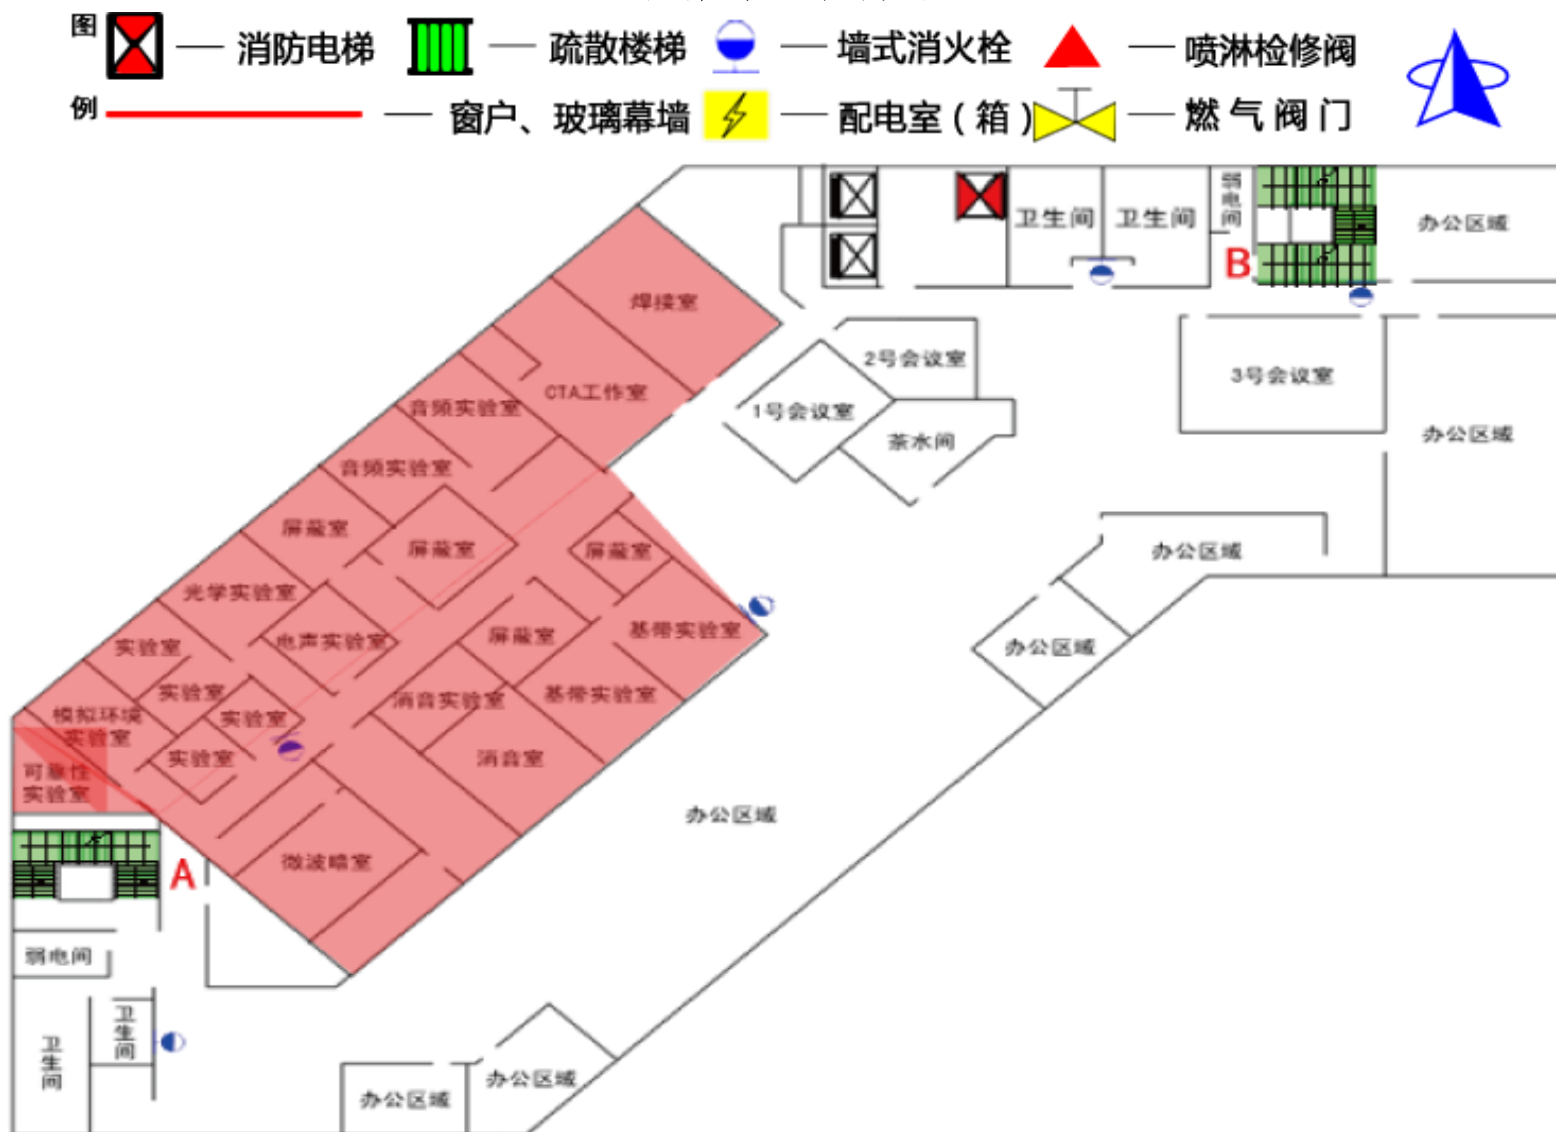 图
消防电梯
疏散楼梯
墙式消火栓
喷淋检修阀
例
窗户、玻璃幕墙
配电室（箱）
燃气阀门
卫生间
卫生间
弱电间
办公区域
B
焊接室
2号会议室
3号会议室
CTA工作室
音频实验室
1号会议室
茶水间
办公区域
音频实验室
屏蔽室
屏蔽室
屏蔽室
办公区域
光学实验室
电声实验室
屏蔽室
基带实验室
办公区域
实验室
实验室
消音实验室
基带实验室
模拟环境
实验室
实验室
实验室
消音室
可靠性
实验室
办公区域
微波暗室
A
弱电间
卫生间
卫生间
办公区域
办公区域